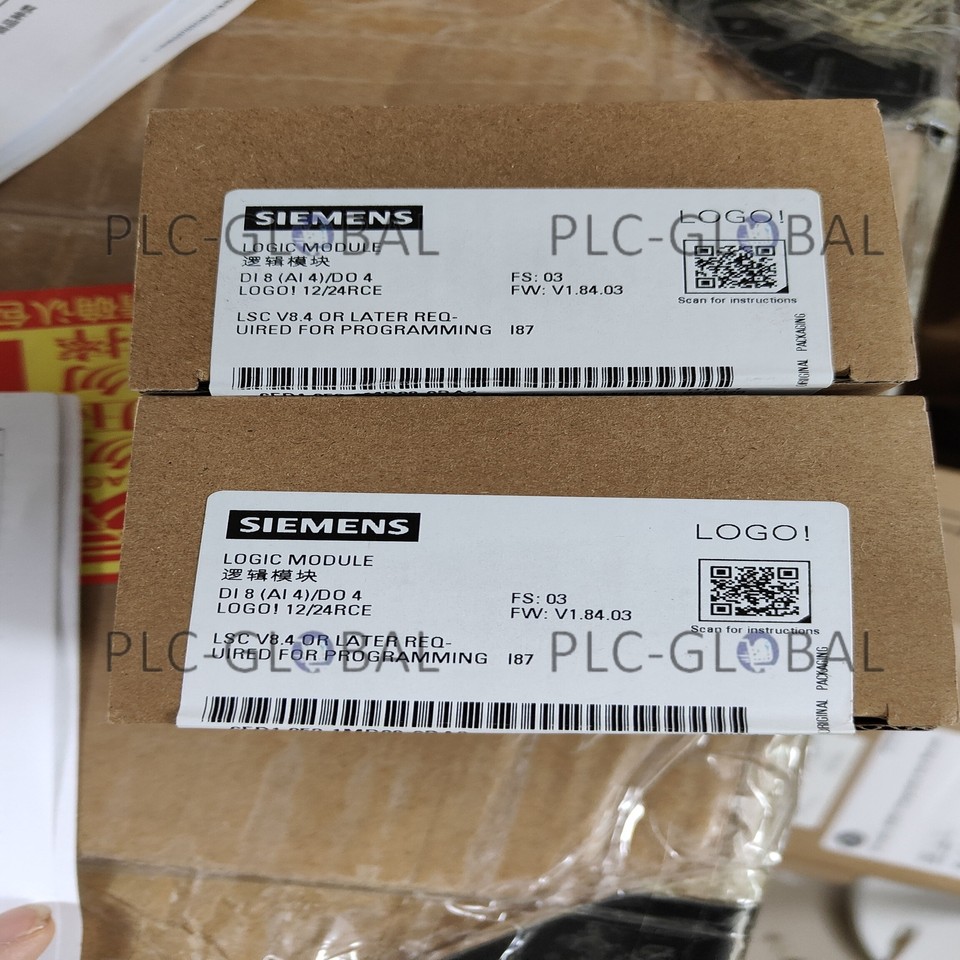 SIEMENS
LOGO!
LOGIC MODULE
逻辑模块
DI 8 (AI 4)/DO 4
LOGO! 12/24RCE
FS: 03
FW: V1.84.03
Scan for instructions
LSC V8.4 OR LATER REQ-
UIRED FOR PROGRAMMING I87
ORIGINAL PACKAGING
PLC-GLOBAL
PLC-GLOBAL
SIEMENS
LOGO!
LOGIC MODULE
逻辑模块
DI 8 (AI 4)/DO 4
LOGO! 12/24RCE
FS: 03
FW: V1.84.03
Scan for instructions
LSC V8.4 OR LATER REQ-
UIRED FOR PROGRAMMING I87
ORIGINAL PACKAGING
PLC-GLOBAL
PLC-GLOBAL